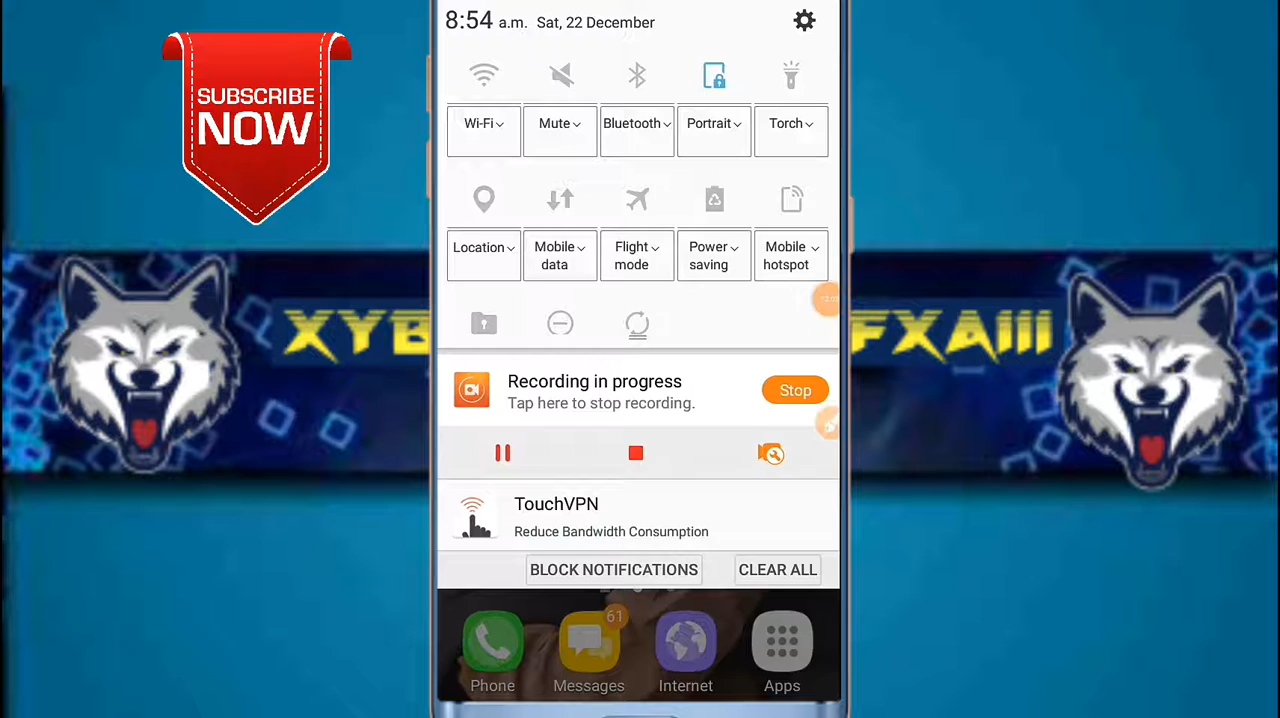 8:54 a.m. Sat, 22 December
SUBSCRIBE
NOW
Wi-Fi
Mute
Bluetooth
Portrait
Torch
Location
Mobile
data
Flight
mode
Power
saving
Mobile
hotspot
XYB
FXAIII
Recording in progress
Tap here to stop recording.
Stop
TouchVPN
Reduce Bandwidth Consumption
BLOCK NOTIFICATIONS
CLEAR ALL
61
Phone
Messages
Internet
Apps